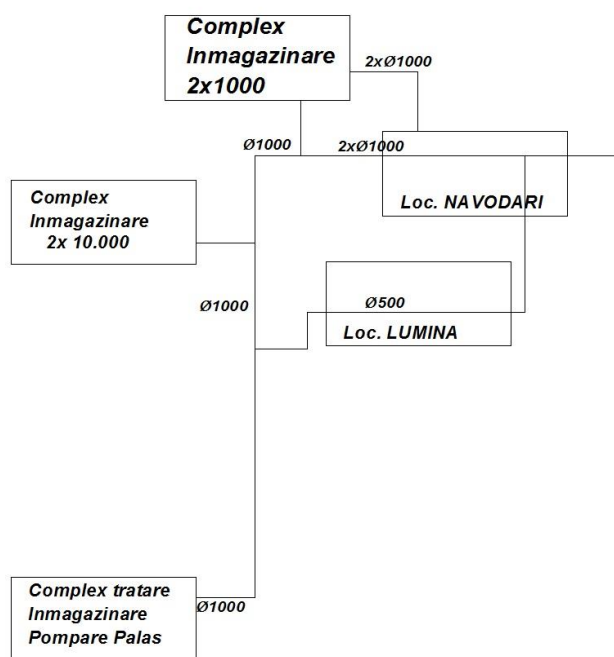 Complex
Inmagazinare
2x1000
2xØ1000
Ø1000
2xØ1000
Complex
Inmagazinare
2x 10.000
Loc. NAVODARI
Ø1000
Ø500
Loc. LUMINA
Complex tratare
Inmagazinare
Pompare Palas
Ø1000